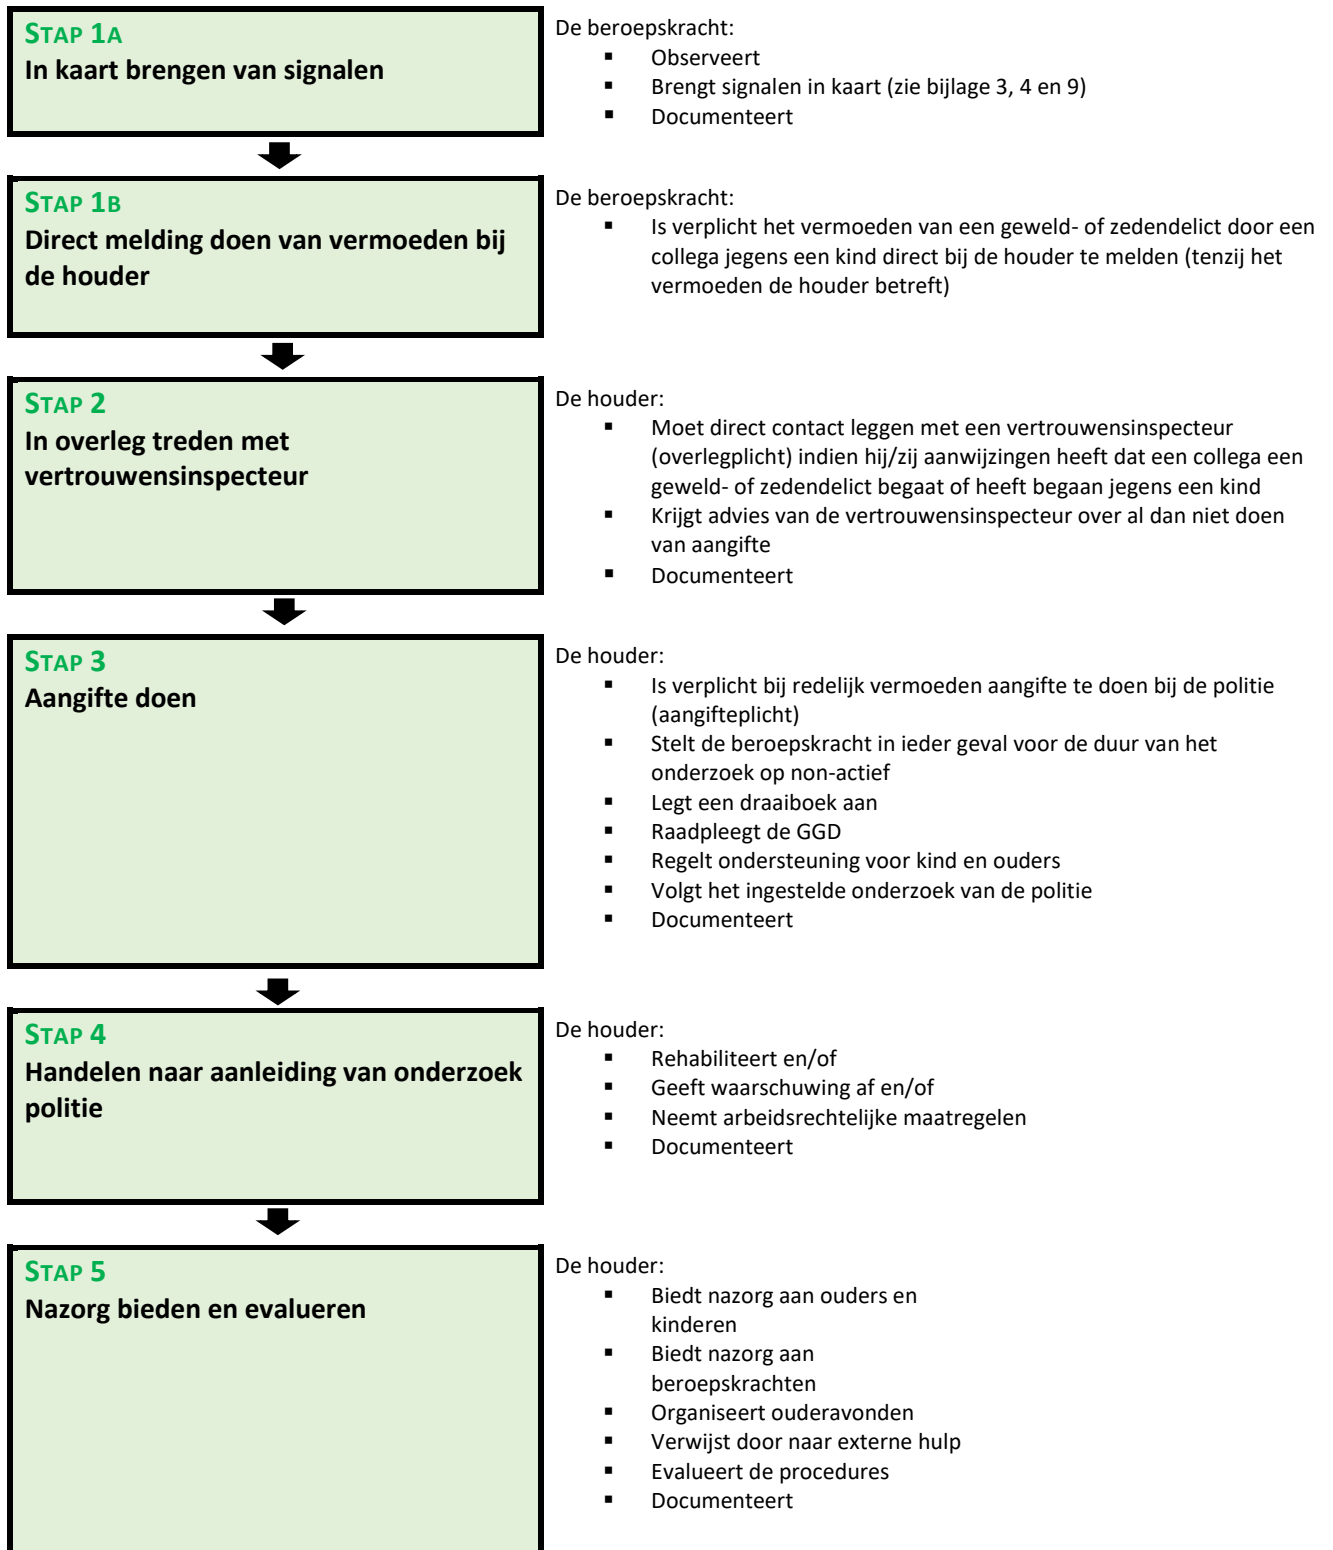 STAP 1A
In kaart brengen van signalen
De beroepskracht:
▪ Observeert
▪ Brengt signalen in kaart (zie bijlage 3, 4 en 9)
▪ Documenteert
STAP 1B
Direct melding doen van vermoeden bij
de houder
De beroepskracht:
▪ Is verplicht het vermoeden van een geweld- of zedendelict door een
collega jegens een kind direct bij de houder te melden (tenzij het
vermoeden de houder betreft)
STAP 2
In overleg treden met
vertrouwensinspecteur
De houder:
▪ Moet direct contact leggen met een vertrouwensinspecteur
(overlegplicht) indien hij/zij aanwijzingen heeft dat een collega een
geweld- of zedendelict begaat of heeft begaan jegens een kind
▪ Krijgt advies van de vertrouwensinspecteur over al dan niet doen
van aangifte
▪ Documenteert
STAP 3
Aangifte doen
De houder:
▪ Is verplicht bij redelijk vermoeden aangifte te doen bij de politie
(aangifteplicht)
▪ Stelt de beroepskracht in ieder geval voor de duur van het
onderzoek op non-actief
▪ Legt een draaiboek aan
▪ Raadpleegt de GGD
▪ Regelt ondersteuning voor kind en ouders
▪ Volgt het ingestelde onderzoek van de politie
▪ Documenteert
STAP 4
Handelen naar aanleiding van onderzoek
politie
De houder:
▪ Rehabiliteert en/of
▪ Geeft waarschuwing af en/of
▪ Neemt arbeidsrechtelijke maatregelen
▪ Documenteert
STAP 5
Nazorg bieden en evalueren
De houder:
▪ Biedt nazorg aan ouders en
kinderen
▪ Biedt nazorg aan
beroepskrachten
▪ Organiseert ouderavonden
▪ Verwijst door naar externe hulp
▪ Evalueert de procedures
▪ Documenteert